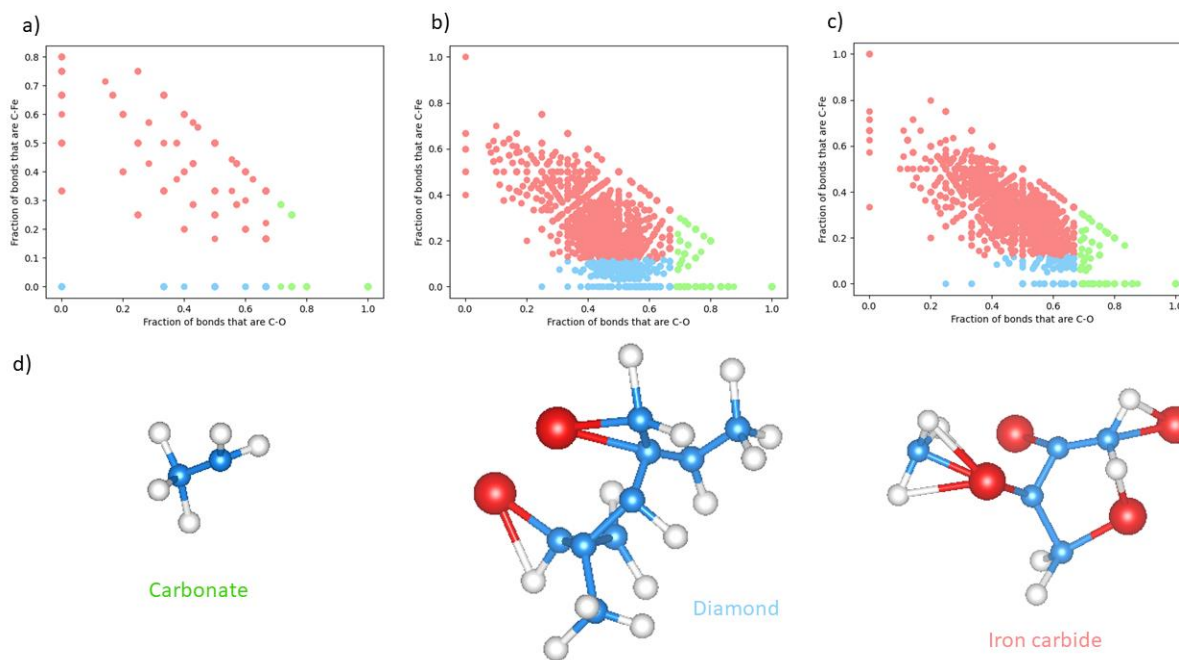 a)
0.8
0.7
0.6
0.5
0.4
0.3
0.2
0.1
0.0
Fraction of bonds that are C-Fe
0.0 0.2 0.4 0.6 0.8 1.0
Fraction of bonds that are C-O
b)
1.0
0.8
0.6
0.4
0.2
0.0
Fraction of bonds that are C-Fe
0.0 0.2 0.4 0.6 0.8 1.0
Fraction of bonds that are C-O
c)
1.0
0.8
0.6
0.4
0.2
0.0
Fraction of bonds that are C-Fe
0.0 0.2 0.4 0.6 0.8 1.0
Fraction of bonds that are C-O
d)
Carbonate
Diamond
Iron carbide